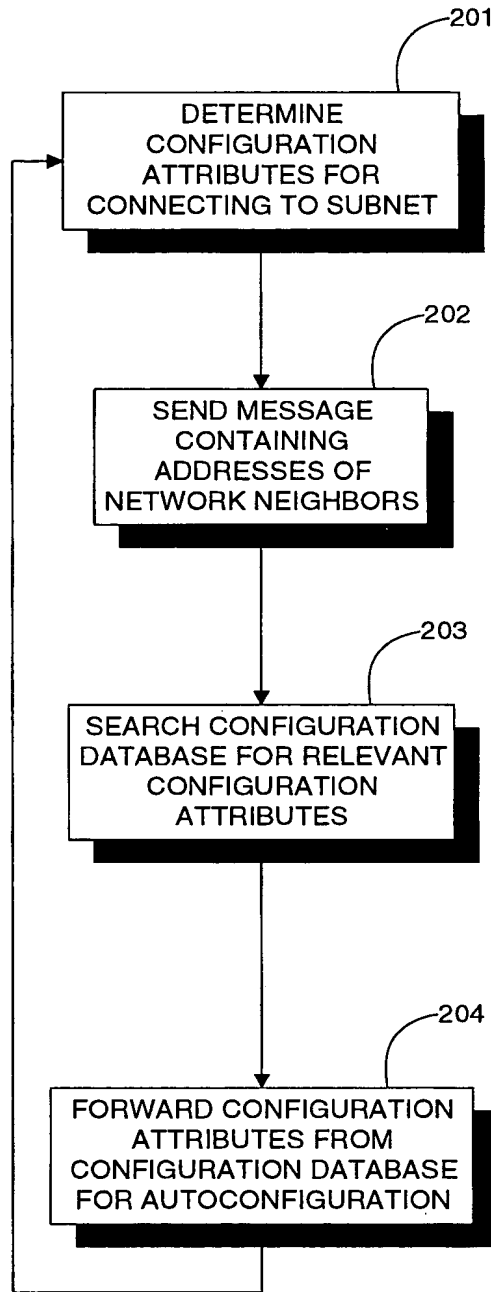 201
DETERMINE
CONFIGURATION
ATTRIBUTES FOR
CONNECTING TO SUBNET
202
SEND MESSAGE
CONTAINING
ADDRESSES OF
NETWORK NEIGHBORS
203
SEARCH CONFIGURATION
DATABASE FOR RELEVANT
CONFIGURATION
ATTRIBUTES
204
FORWARD CONFIGURATION
ATTRIBUTES FROM
CONFIGURATION DATABASE
FOR AUTOCONFIGURATION